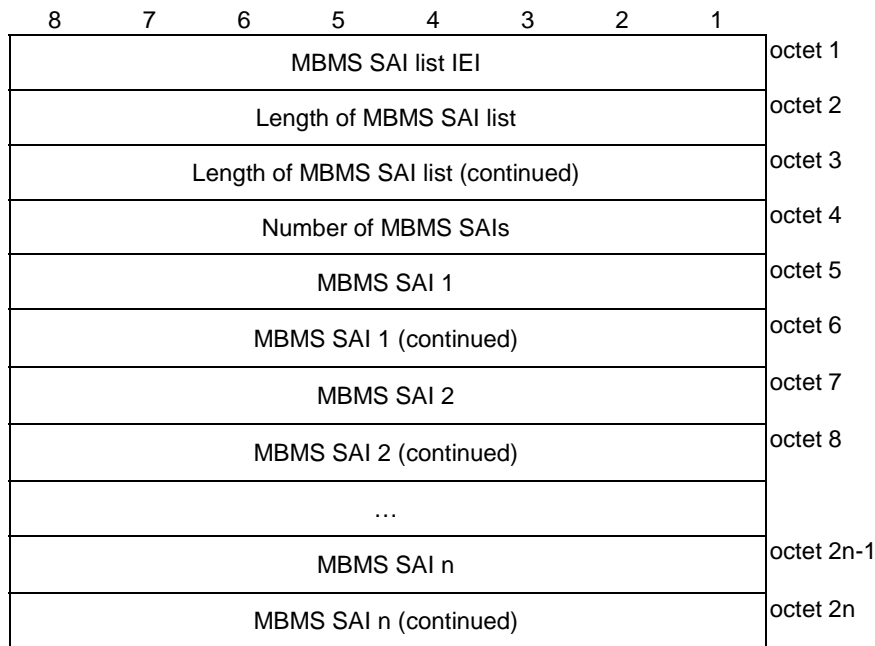 8 7 6 5 4 3 2 1
MBMS SAI list IEI octet 1
Length of MBMS SAI list octet 2
Length of MBMS SAI list (continued) octet 3
Number of MBMS SAIs octet 4
MBMS SAI 1 octet 5
MBMS SAI 1 (continued) octet 6
MBMS SAI 2 octet 7
MBMS SAI 2 (continued) octet 8
…
MBMS SAI n octet 2n-1
MBMS SAI n (continued) octet 2n